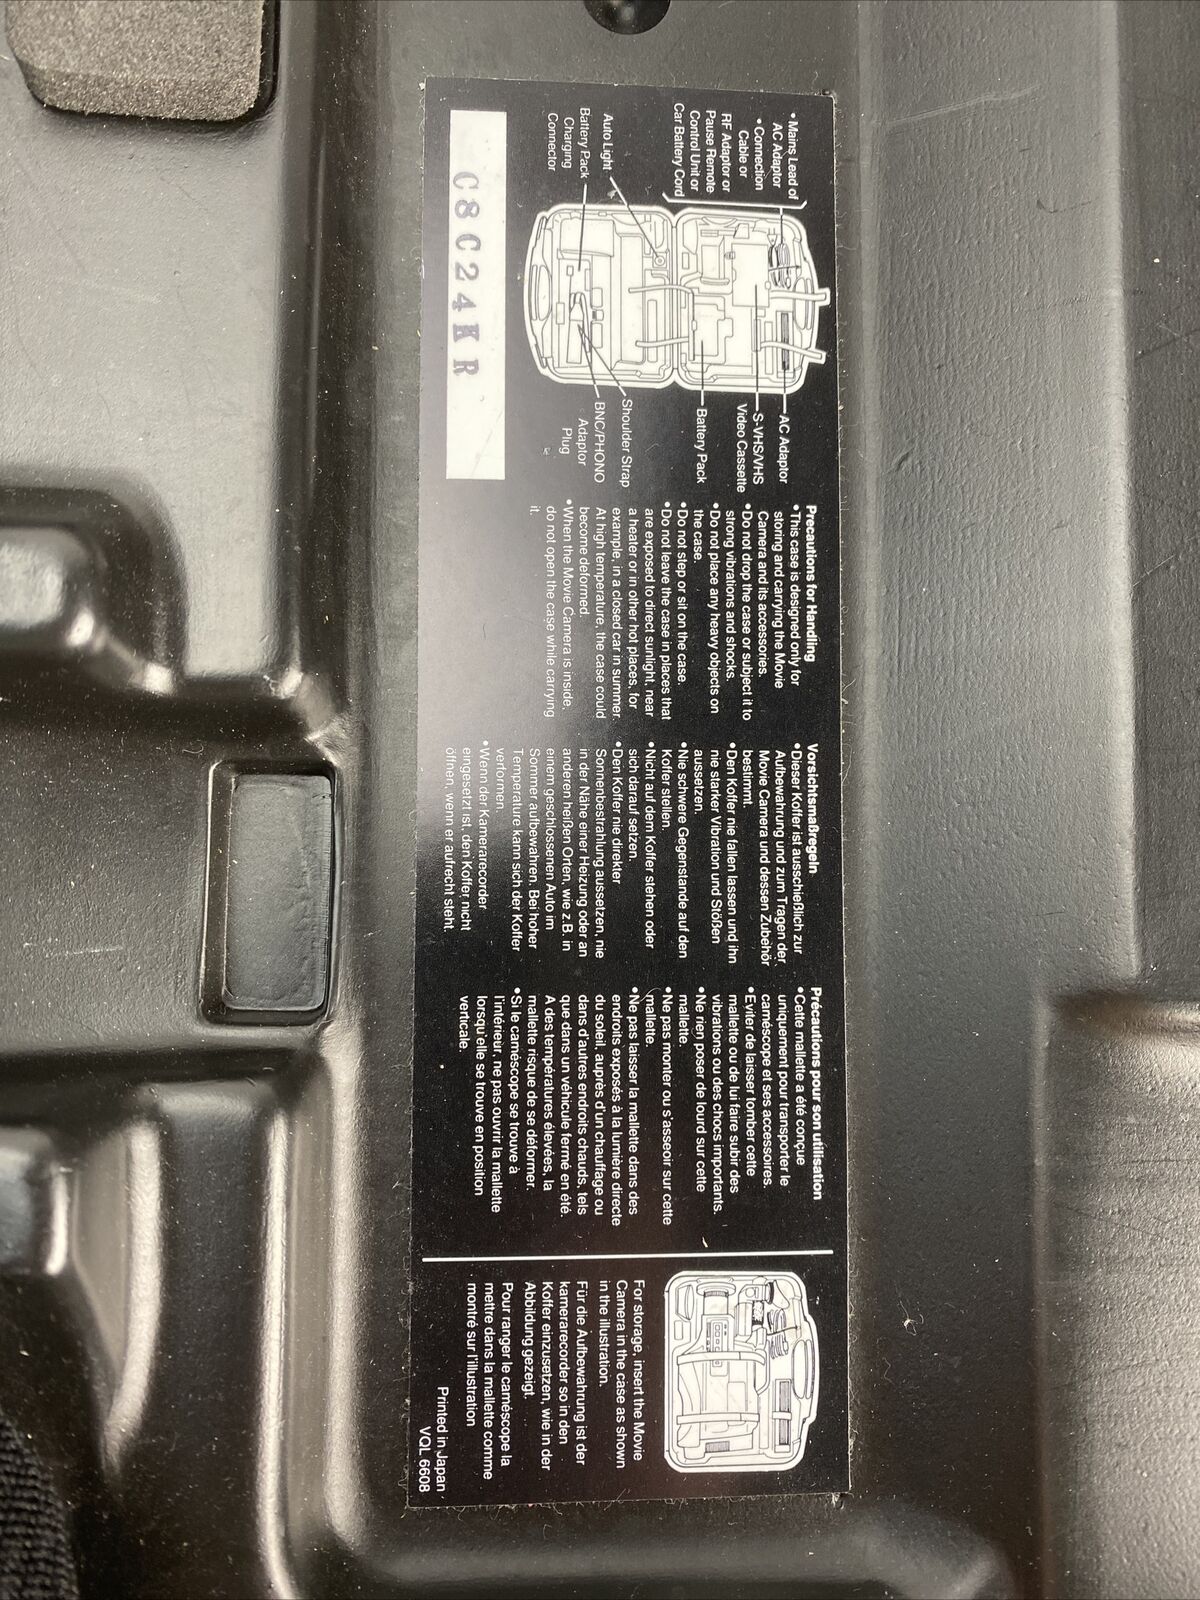 •Mains Lead of
AC Adaptor
•Connection
Cable or
RF Adaptor or
Pause Remote
Control Unit or
Car Battery Cord
Auto Light
Battery Pack
Charging
Connector
AC Adaptor
S-VHS/VHS
Video Cassette
Battery Pack
Shoulder Strap
BNC/PHONO
Adaptor
Plug
C8C24KR
Precautions for Handling
•This case is designed only for
storing and carrying the Movie
Camera and its accessories.
•Do not drop the case or subject it to
strong vibrations and shocks.
•Do not place any heavy objects on
the case.
•Do not step or sit on the case.
•Do not leave the case in places that
are exposed to direct sunlight, near
a heater or in other hot places, for
example, in a closed car in summer.
At high temperature, the case could
become deformed.
•When the Movie Camera is inside,
do not open the case while carrying
it.
Vorsichtsmaßregeln
•Dieser Koffer ist ausschießlich zur
Aufbewahrung und zum Tragen der
Movie Camera und dessen Zubehör
bestimmt.
•Den Koffer nie fallen lassen und ihn
nie starker Vibration und Stößen
aussetzen.
•Nie schwere Gegenstande auf den
Koffer stellen.
•Nicht auf dem Koffer stehen oder
sich darauf setzen.
•Den Koffer nie direkter
Sonnenbestrahlung aussetzen, nie
in der Nähe einer Heizung oder an
anderen heißen Orten, wie z.B. in
einem geschlossenen Auto im
Sommer aufbewahren. Bei hoher
Temperature kann sich der Koffer
verformen.
•Wenn der Kamerarecorder
eingesetzt ist, den Koffer nicht
öffnen, wenn er aufrecht steht.
Précautions pour son utilisation
•Cette mallette a été conçue
uniquement pour transporter le
caméscope et ses accessoires.
•Eviter de laisser tomber cette
mallette ou de lui faire subir des
vibrations ou des chocs importants.
•Ne rien poser de lourd sur cette
mallette.
•Ne pas monter ou s'asseoir sur cette
mallette.
•Ne pas laisser la mallette dans des
endroits exposés à la lumière directe
du soleil, auprès d'un chauffage ou
dans d'autres endroits chauds, tels
que dans un véhicule fermé en été.
A des températures élevées, la
mallette risque de se déformer.
•Si le caméscope se trouve à
l'intérieur, ne pas ouvrir la mallette
lorsqu'elle se trouve en position
verticale.
For storage, insert the Movie
Camera in the case as shown
in the illustration.
Für die Aufbewahrung ist der
kamerarecorder so in den
Koffer einzusetzen, wie in der
Abbildung gezeigt.
Pour ranger le caméscope la
mettre dans la mallette comme
montré sur l'illustration
Printed in Japan
VQL 6608